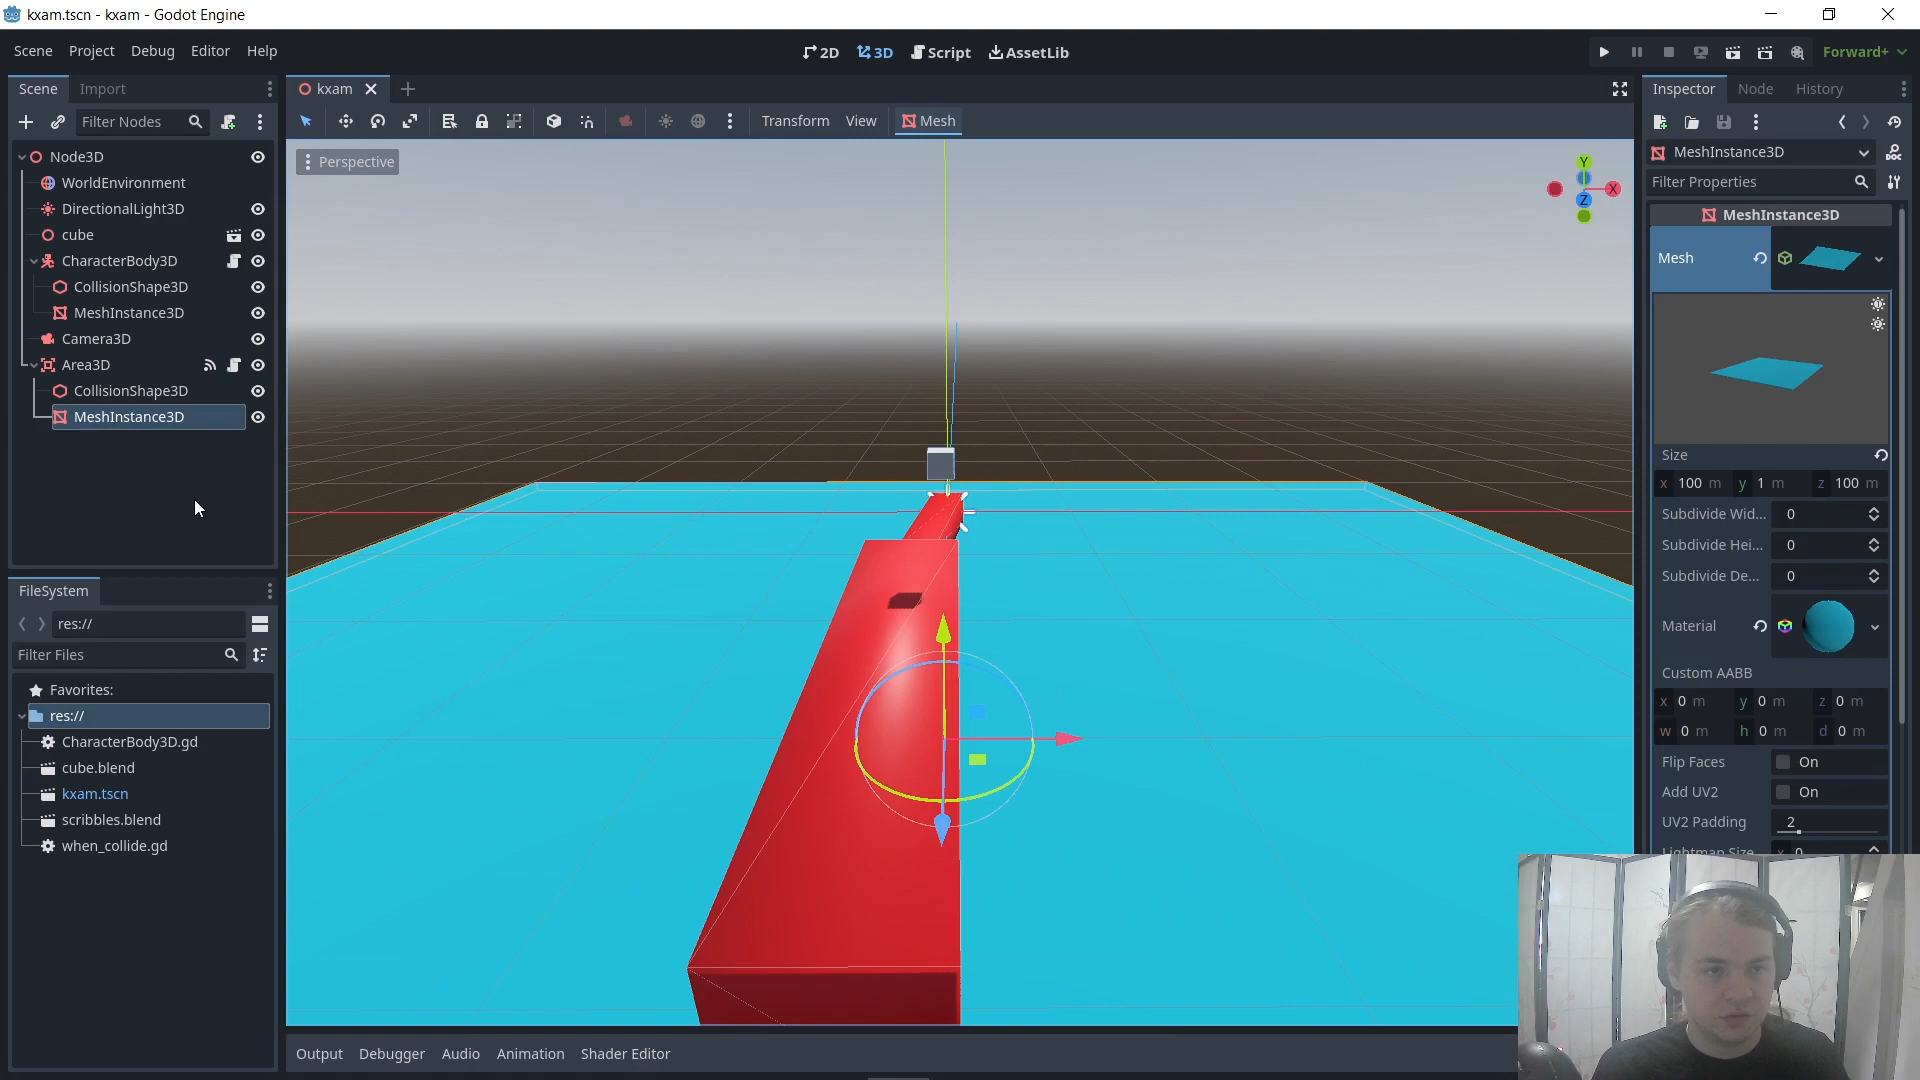 kxam.tscn - kxam - Godot Engine
Scene Project Debug Editor Help
2D 3D Script AssetLib
Forward+
Scene Import
kxam
Inspector Node History
Filter Nodes
Transform View Mesh
MeshInstance3D
Filter Properties
Node3D
WorldEnvironment
DirectionalLight3D
cube
CharacterBody3D
CollisionShape3D
MeshInstance3D
Camera3D
Area3D
CollisionShape3D
MeshInstance3D
Perspective
Y
X
Z
MeshInstance3D
Mesh
Size
x 100 m y 1 m z 100 m
Subdivide Wid... 0
Subdivide Hei... 0
Subdivide De... 0
Material
Custom AABB
x 0 m y 0 m z 0 m
w 0 m h 0 m d 0 m
Flip Faces On
Add UV2 On
UV2 Padding 2
Lightmap Size x 0
FileSystem
res://
Filter Files
Favorites:
res://
CharacterBody3D.gd
cube.blend
kxam.tscn
scribbles.blend
when_collide.gd
Output Debugger Audio Animation Shader Editor